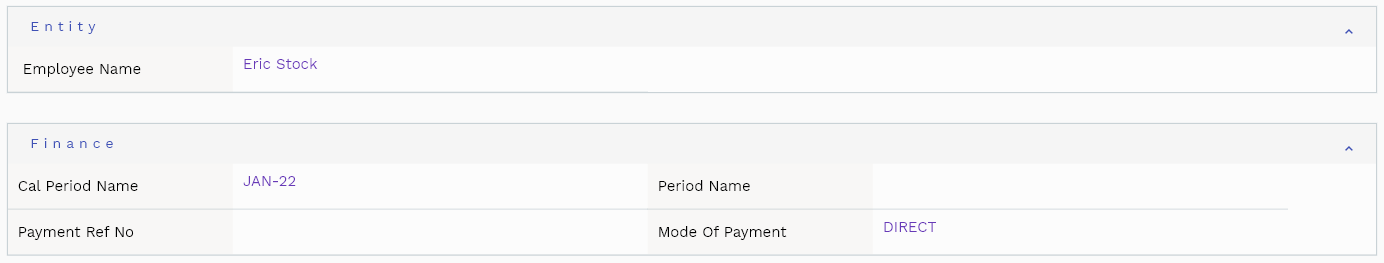 Entity
Employee Name Eric Stock
Finance
Cal Period Name JAN-22 Period Name
Payment Ref No Mode Of Payment DIRECT